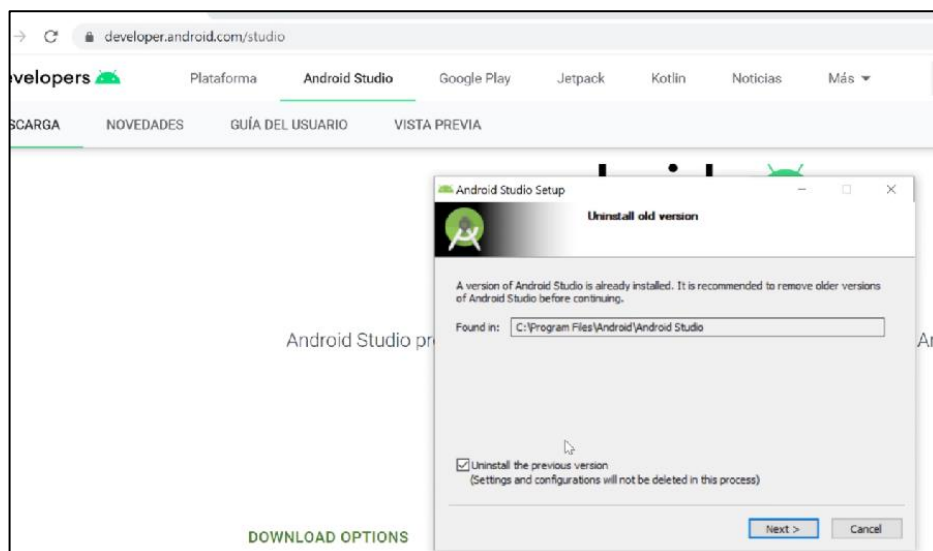 developer.android.com/studio
velopers
Plataforma Android Studio Google Play Jetpack Kotlin Noticias Más
SCARGA NOVEDADES GUÍA DEL USUARIO VISTA PREVIA
Android Studio Setup
Uninstall old version
A version of Android Studio is already installed. It is recommended to remove older versions
of Android Studio before continuing.
Found in: C:\Program Files\Android\Android Studio
Android Studio pr
Uninstall the previous version
(Settings and configurations will not be deleted in this process)
Next > Cancel
DOWNLOAD OPTIONS